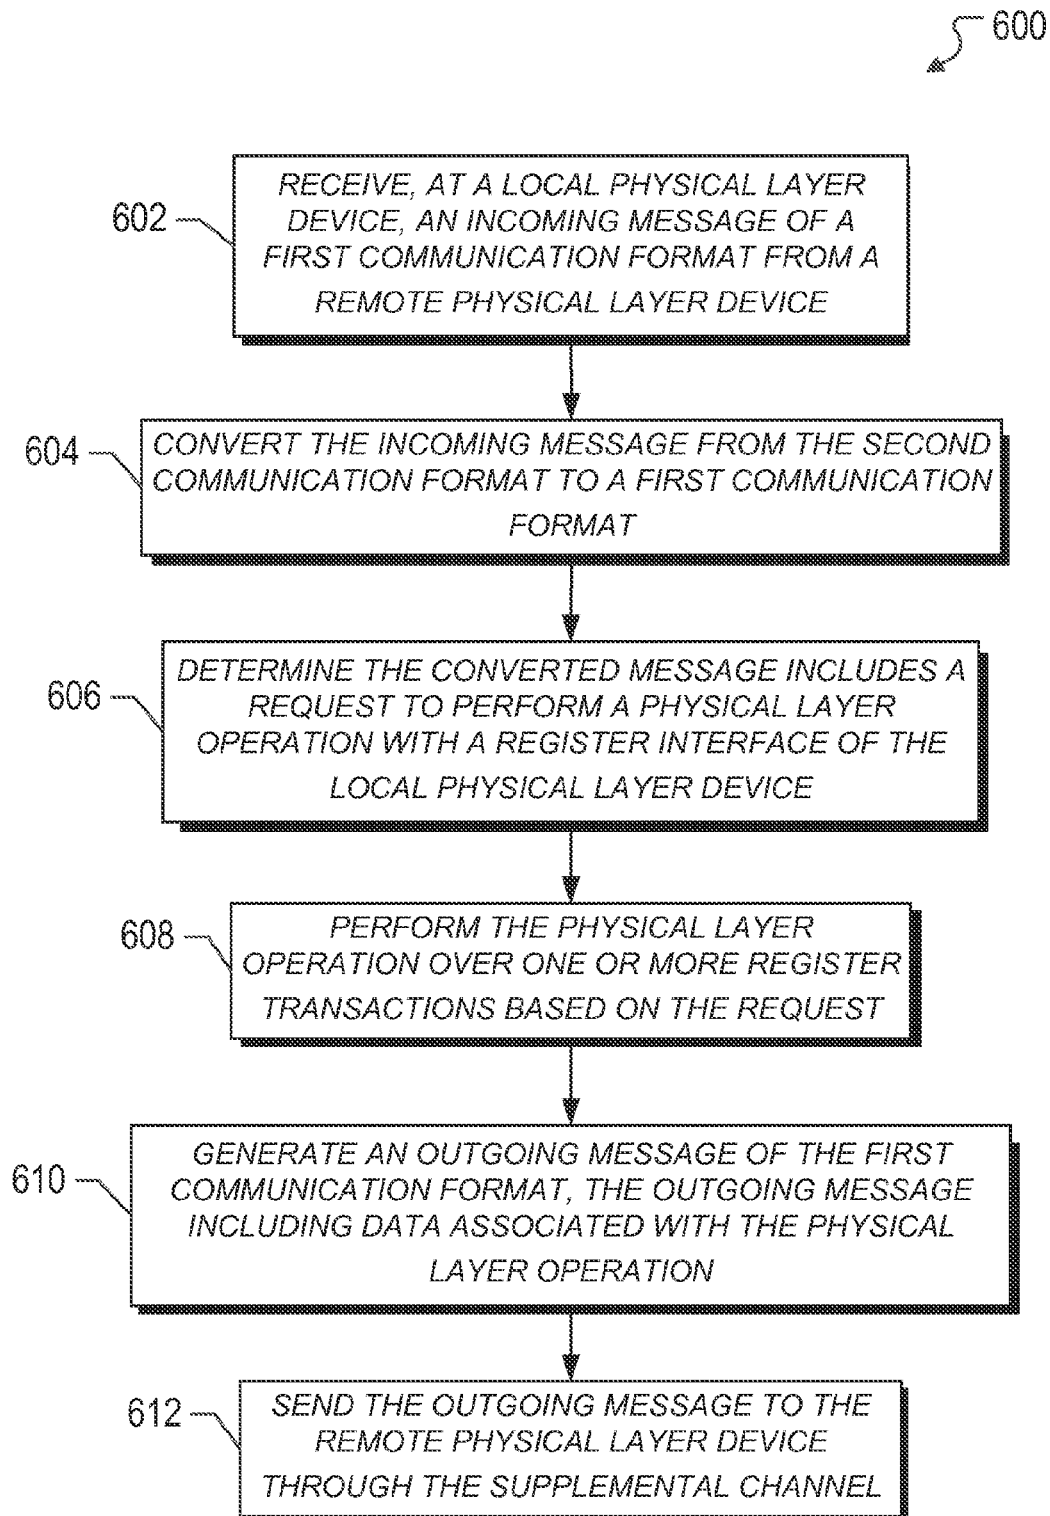 600
602
RECEIVE, AT A LOCAL PHYSICAL LAYER
DEVICE, AN INCOMING MESSAGE OF A
FIRST COMMUNICATION FORMAT FROM A
REMOTE PHYSICAL LAYER DEVICE
604
CONVERT THE INCOMING MESSAGE FROM THE SECOND
COMMUNICATION FORMAT TO A FIRST COMMUNICATION
FORMAT
606
DETERMINE THE CONVERTED MESSAGE INCLUDES A
REQUEST TO PERFORM A PHYSICAL LAYER
OPERATION WITH A REGISTER INTERFACE OF THE
LOCAL PHYSICAL LAYER DEVICE
608
PERFORM THE PHYSICAL LAYER
OPERATION OVER ONE OR MORE REGISTER
TRANSACTIONS BASED ON THE REQUEST
610
GENERATE AN OUTGOING MESSAGE OF THE FIRST
COMMUNICATION FORMAT, THE OUTGOING MESSAGE
INCLUDING DATA ASSOCIATED WITH THE PHYSICAL
LAYER OPERATION
612
SEND THE OUTGOING MESSAGE TO THE
REMOTE PHYSICAL LAYER DEVICE
THROUGH THE SUPPLEMENTAL CHANNEL